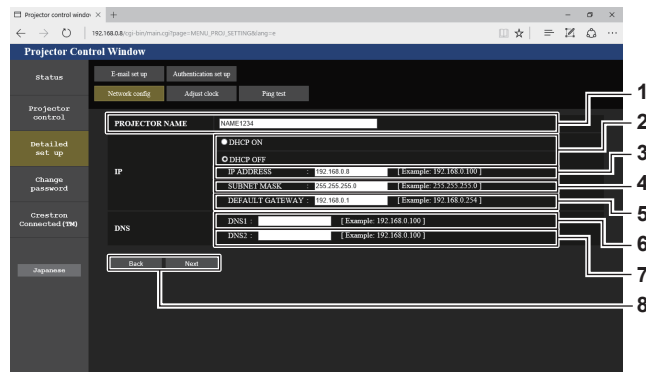 Projector control windov × +
192.168.0.8/cgi-bin/main.cgi?page=MENU_PROJ_SETTING&lang=e
Projector Control Window
Status
Projector
control
Detailed
set up
Change
password
Crestron
Connected(TM)
Japanese
E-mail set up Authentication set up
Network config Adjust clock Ping test
PROJECTOR NAME NAME1234
IP
DHCP ON
DHCP OFF
IP ADDRESS : 192.168.0.8 [ Example: 192.168.0.100 ]
SUBNET MASK : 255.255.255.0 [ Example: 255.255.255.0 ]
DEFAULT GATEWAY : 192.168.0.1 [ Example: 192.168.0.254 ]
DNS
DNS1 : [ Example: 192.168.0.100 ]
DNS2 : [ Example: 192.168.0.100 ]
Back Next
1
2
3
4
5
6
7
8